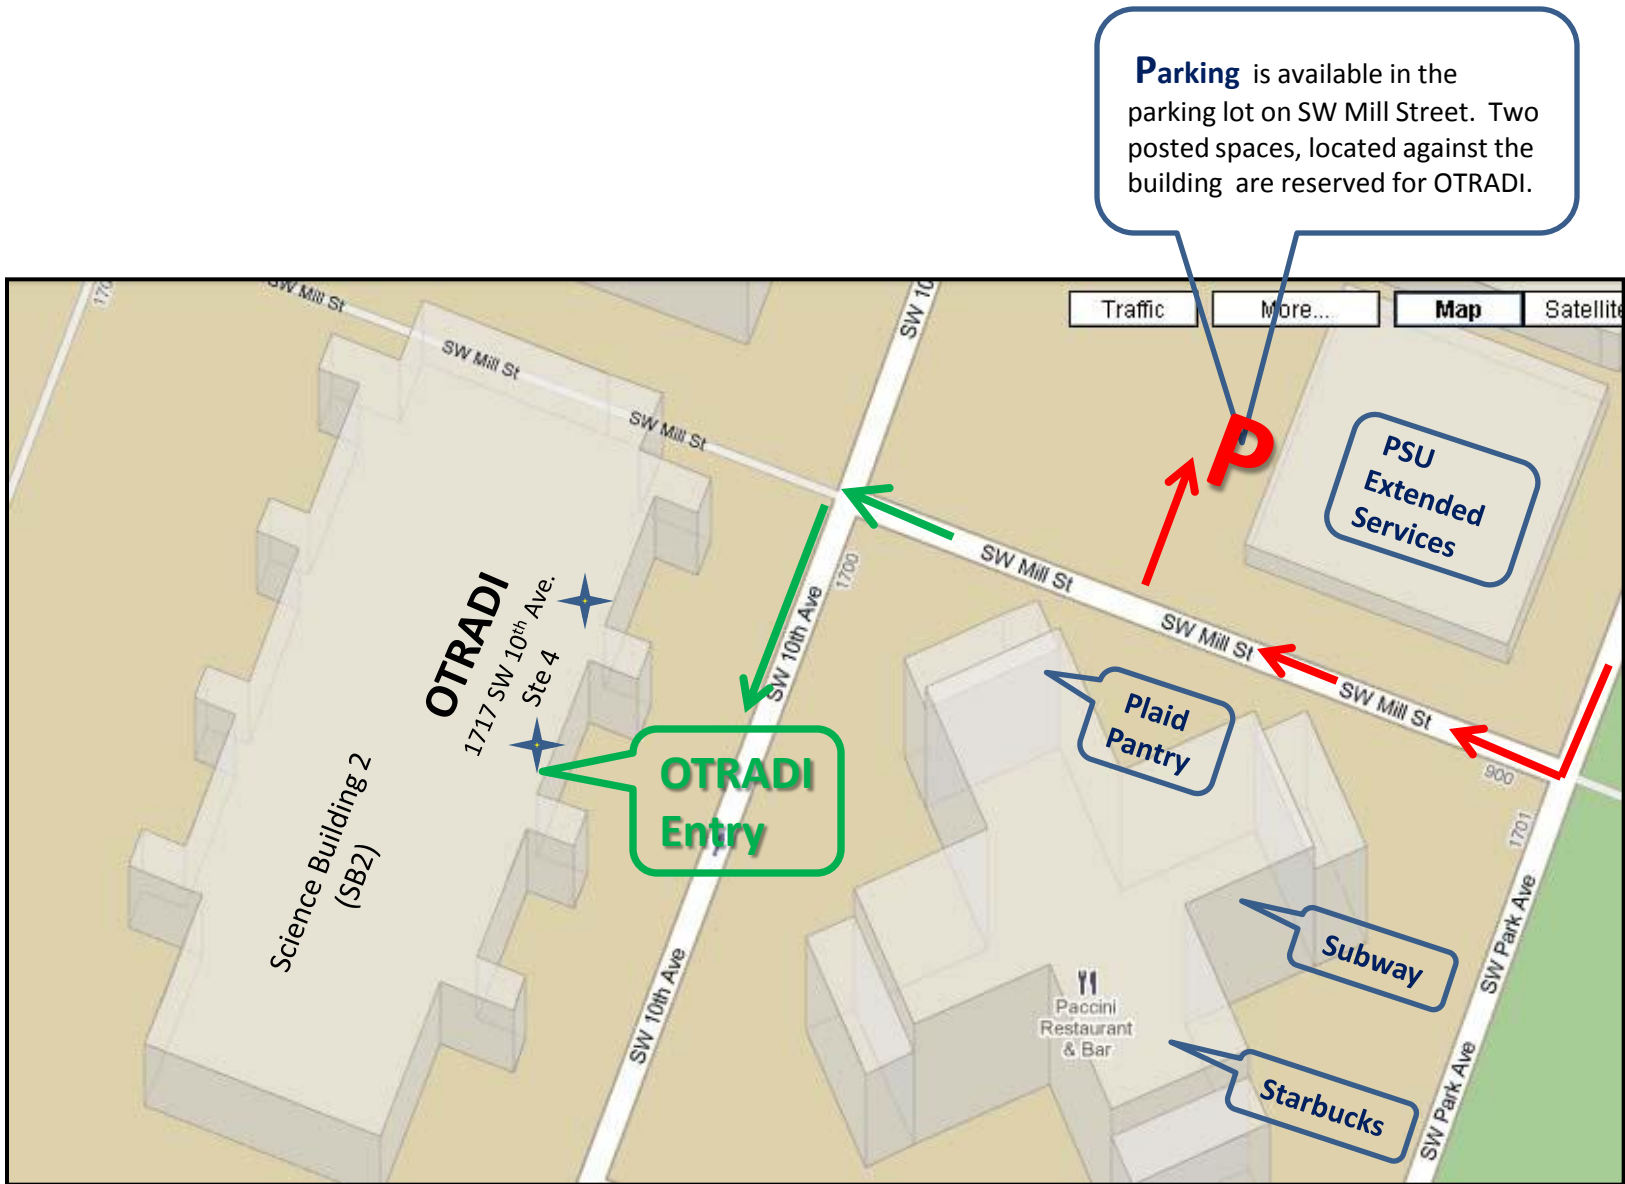 Parking is available in the
parking lot on SW Mill Street. Two
posted spaces, located against the
building are reserved for OTRADI.
170
SW Mill St
SW 10
Traffic
More...
Map
Satellite
SW Mill St
SW Mill St
P
PSU
Extended
Services
SW Mill St
1700
SW 10th Ave
SW Mill St
SW Mill St
OTRADI
1717 SW 10th Ave.
Ste 4
Plaid
Pantry
900
1701
OTRADI
Entry
Science Building 2
(SB2)
SW Park Ave
Subway
SW 10th Ave
Paccini
Restaurant
& Bar
Starbucks
SW Park Ave